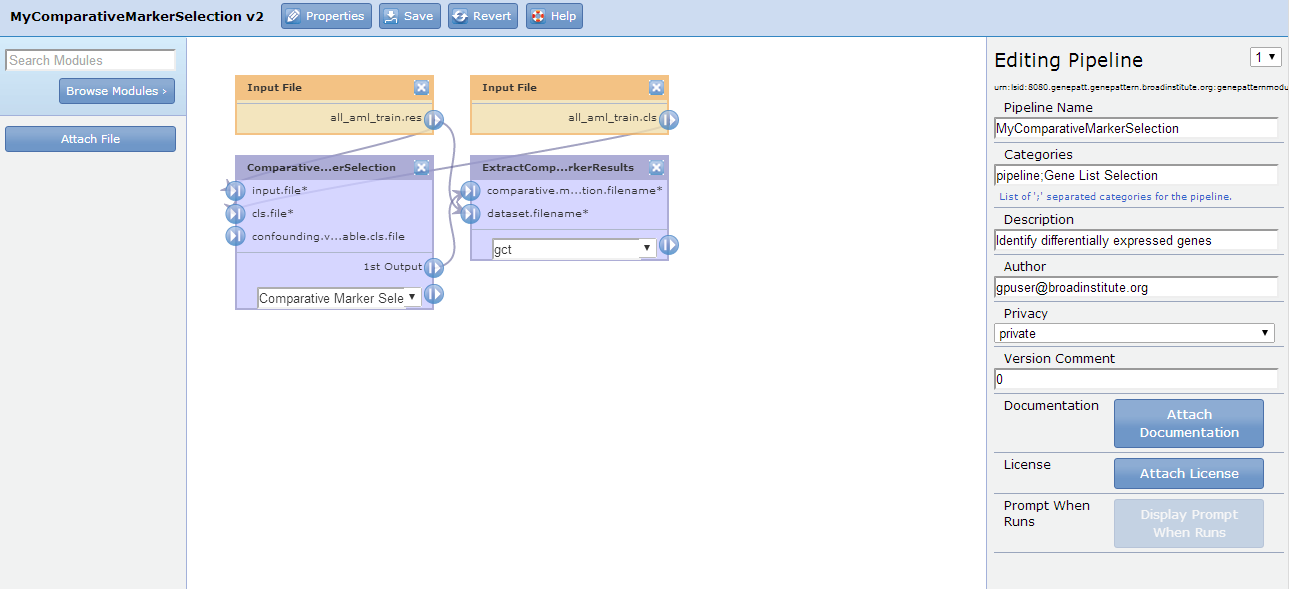 MyComparativeMarkerSelection v2
Properties
Save
Revert
Help
Search Modules
Browse Modules ›
Attach File
Input File
all_aml_train.res
Input File
all_aml_train.cls
Comparative...erSelection
input.file*
cls.file*
confounding.v...able.cls.file
1st Output
Comparative Marker Sele
ExtractComp...rkerResults
comparative.m...tion.filename*
dataset.filename*
gct
Editing Pipeline
1
urn:lsid:8080.genepatt.genepattern.broadinstitute.org:genepatternmodu
Pipeline Name
MyComparativeMarkerSelection
Categories
pipeline;Gene List Selection
List of ';' separated categories for the pipeline.
Description
Identify differentially expressed genes
Author
gpuser@broadinstitute.org
Privacy
private
Version Comment
0
Documentation
Attach
Documentation
License
Attach License
Prompt When
Runs
Display Prompt
When Runs